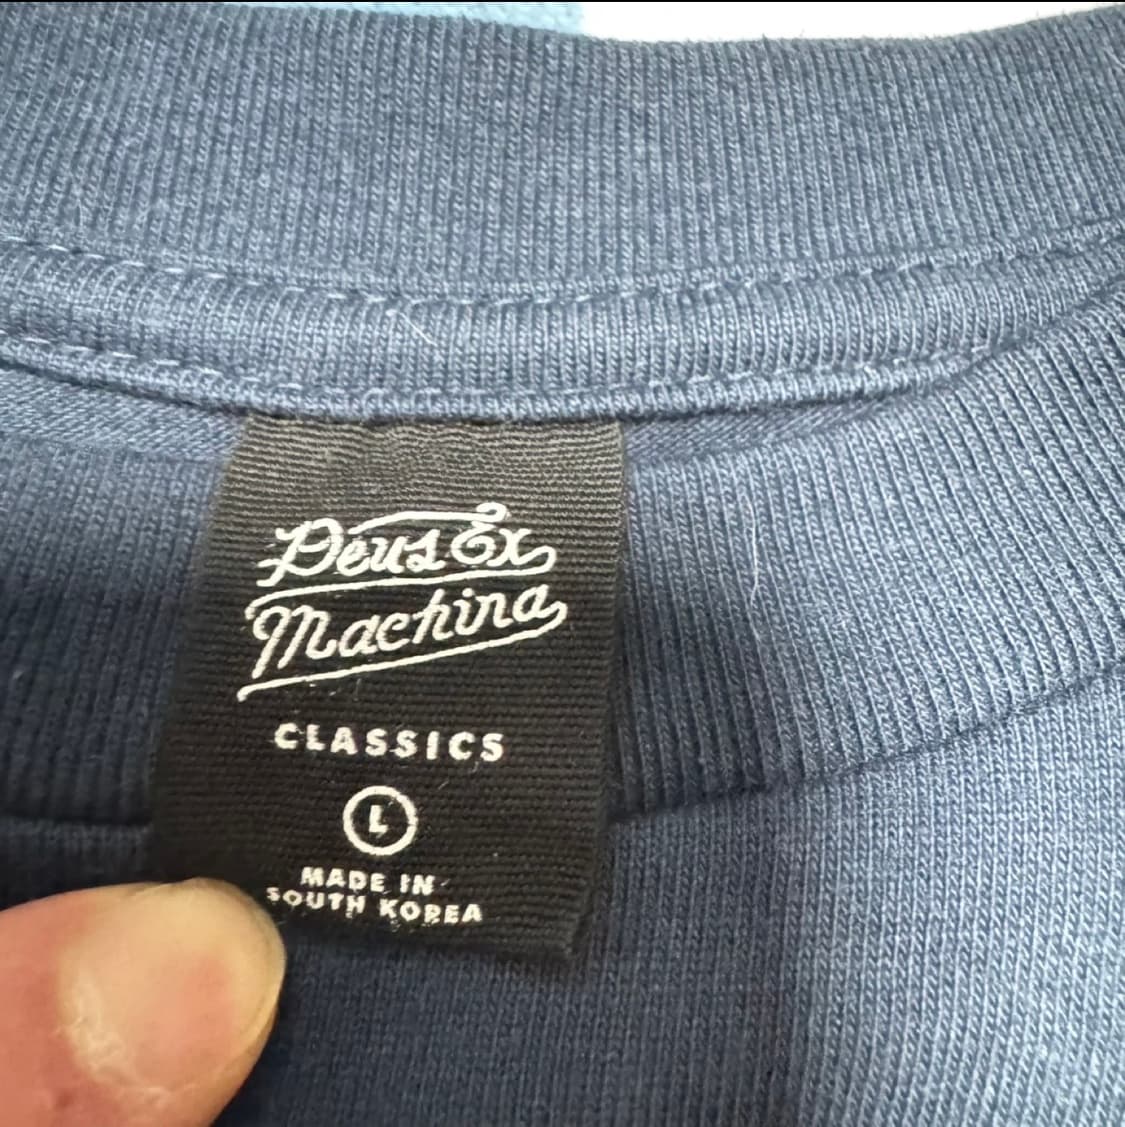 Deus Ex
Machina
CLASSICS
L
MADE IN
SOUTH KOREA